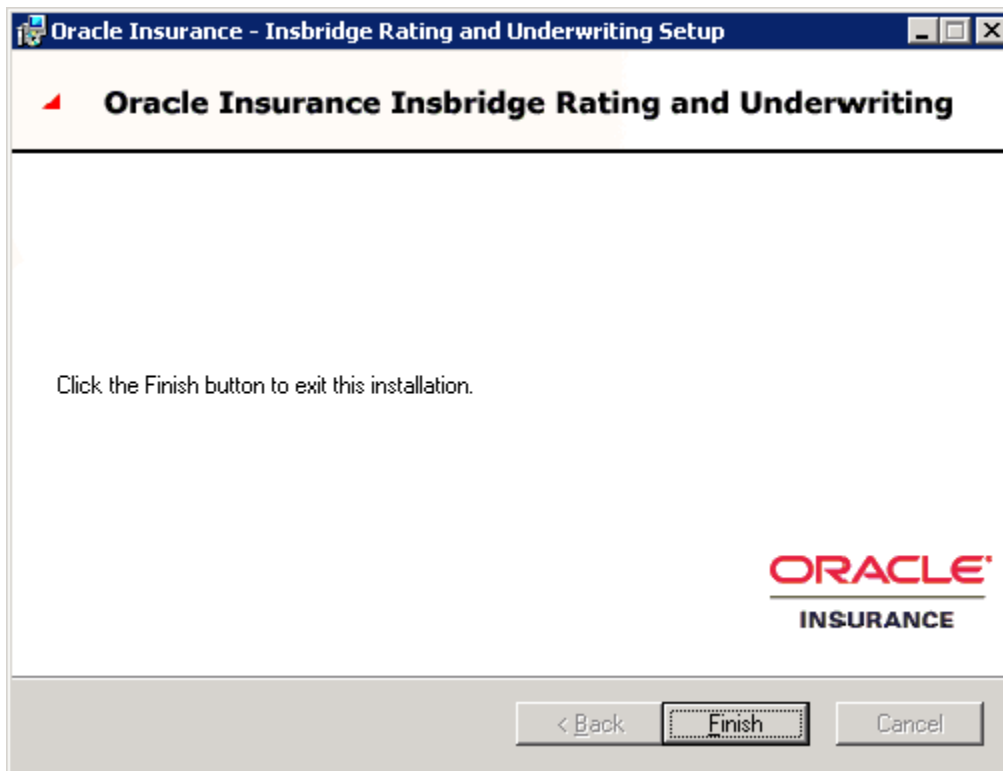 Oracle Insurance - Insbridge Rating and Underwriting Setup
Oracle Insurance Insbridge Rating and Underwriting
Click the Finish button to exit this installation.
ORACLE
INSURANCE
< Back Finish Cancel